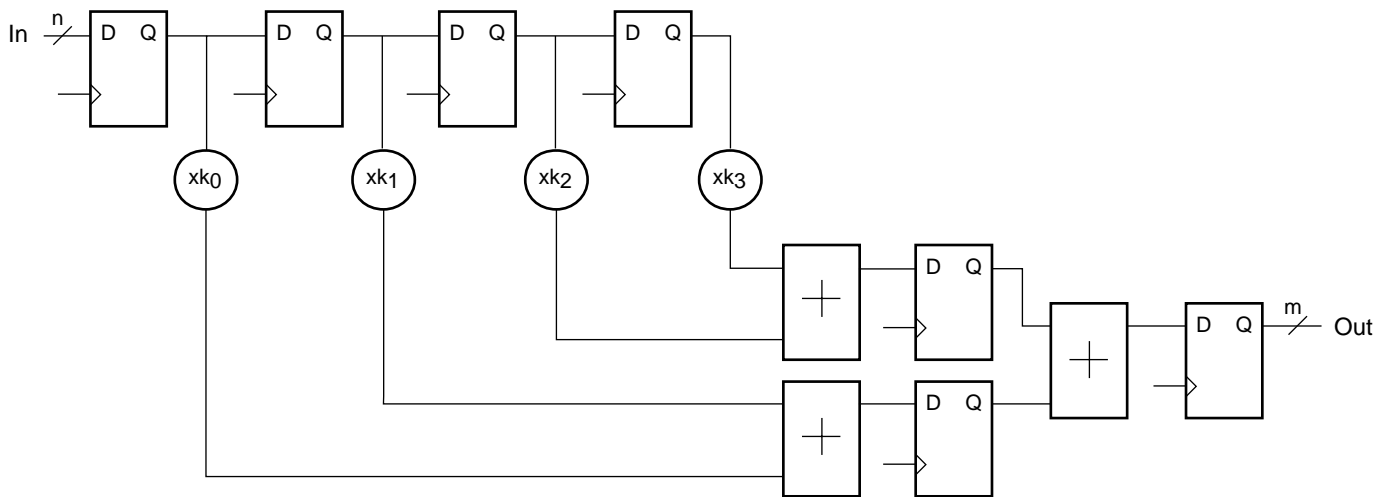 n
In D Q D Q D Q D Q
xk0 xk1 xk2 xk3
D Q
m
D Q Out
D Q